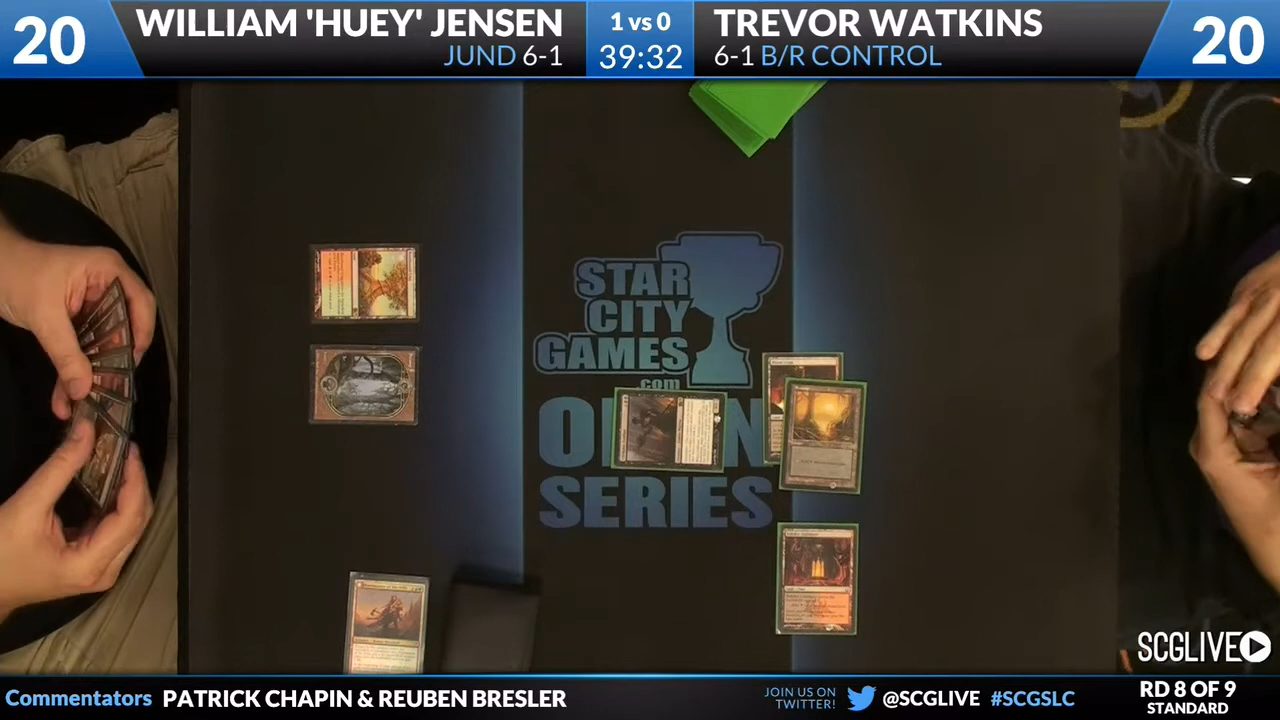 20
WILLIAM 'HUEY' JENSEN
JUND 6-1
1 vs 0
39:32
TREVOR WATKINS
6-1 B/R CONTROL
20
STAR
CITY
GAMES
.com
OPEN
SERIES
SCGLIVE
Commentators PATRICK CHAPIN & REUBEN BRESLER
JOIN US ON
TWITTER!
@SCGLIVE #SCGSLC
RD 8 OF 9
STANDARD